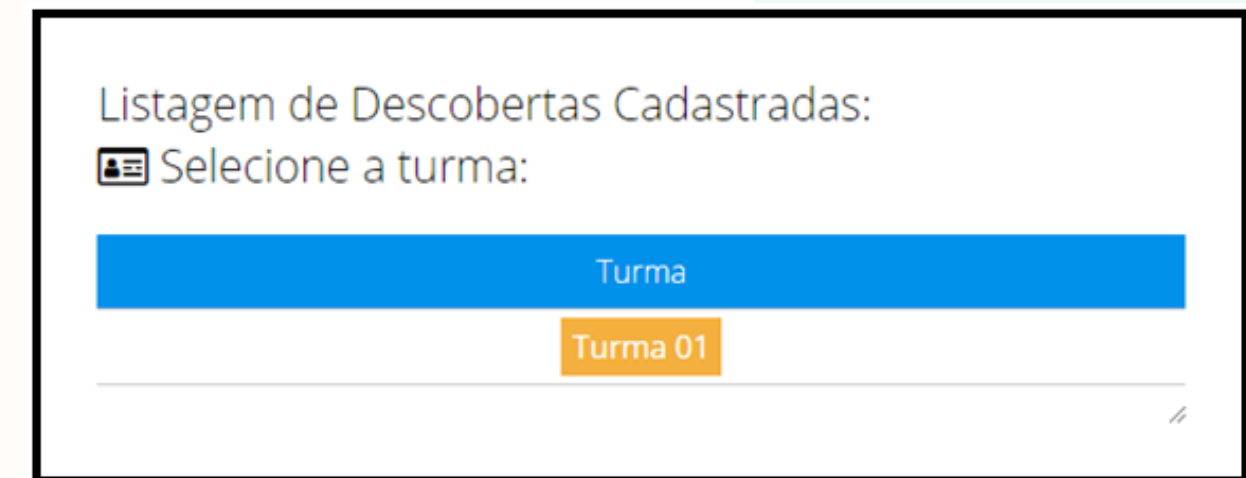 Listagem de Descobertas Cadastradas:
Selecione a turma:
Turma
Turma 01